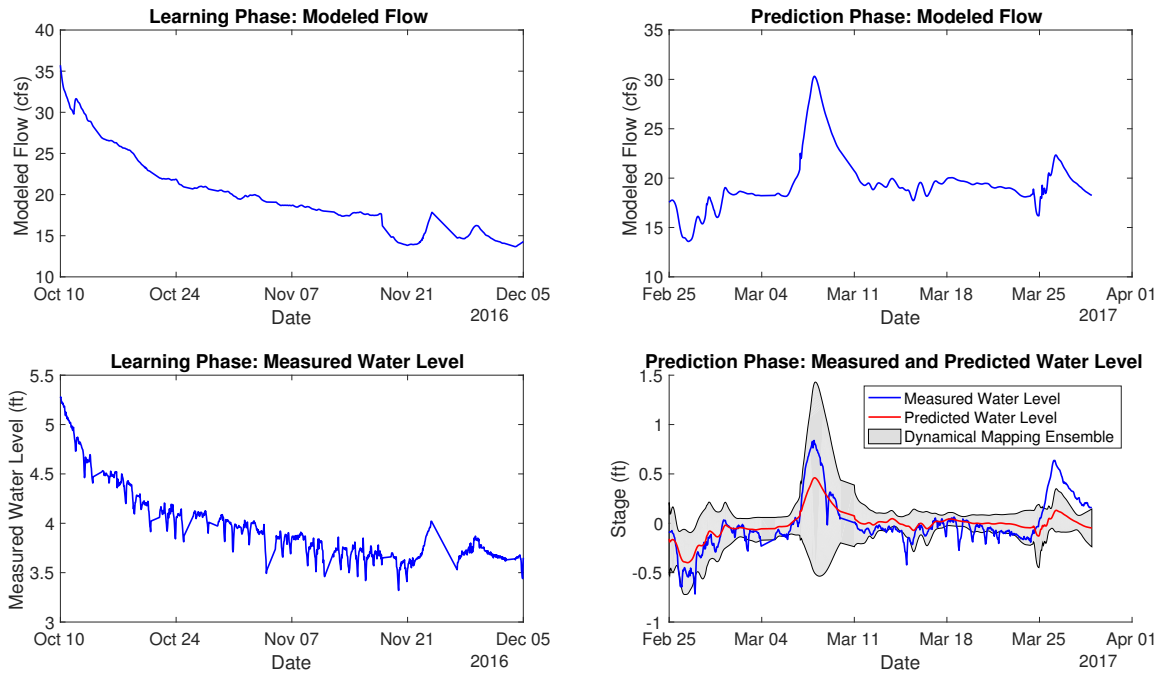 Learning Phase: Modeled Flow
Modeled Flow (cfs)
40
35
30
25
20
15
10
Oct 10 Oct 24 Nov 07 Nov 21 Dec 05
Date
2016
Prediction Phase: Modeled Flow
Modeled Flow (cfs)
35
30
25
20
15
10
Feb 25 Mar 04 Mar 11 Mar 18 Mar 25 Apr 01
Date
2017
Learning Phase: Measured Water Level
Measured Water Level (ft)
5.5
5
4.5
4
3.5
3
Oct 10 Oct 24 Nov 07 Nov 21 Dec 05
Date
2016
Prediction Phase: Measured and Predicted Water Level
Stage (ft)
1.5
1
0.5
0
-0.5
-1
Measured Water Level
Predicted Water Level
Dynamical Mapping Ensemble
Feb 25 Mar 04 Mar 11 Mar 18 Mar 25 Apr 01
Date
2017